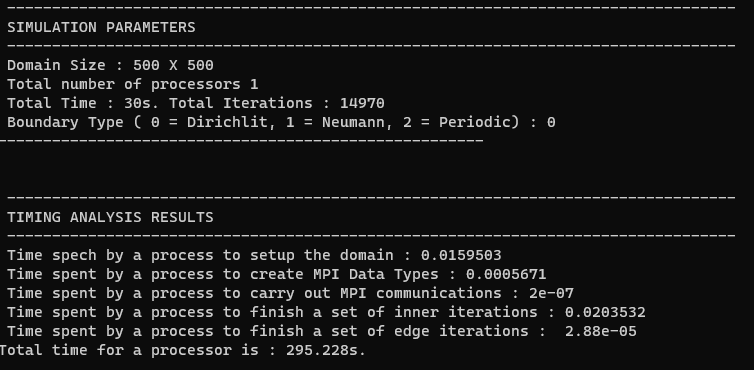 --------------------------------------------------------------------------------
SIMULATION PARAMETERS
--------------------------------------------------------------------------------
Domain Size : 500 X 500
Total number of processors 1
Total Time : 30s. Total Iterations : 14970
Boundary Type ( 0 = Dirichlit, 1 = Neumann, 2 = Periodic) : 0
-----------------------------------------------------
--------------------------------------------------------------------------------
TIMING ANALYSIS RESULTS
--------------------------------------------------------------------------------
Time spech by a process to setup the domain : 0.0159503
Time spent by a process to create MPI Data Types : 0.0005671
Time spent by a process to carry out MPI communications : 2e-07
Time spent by a process to finish a set of inner iterations : 0.0203532
Time spent by a process to finish a set of edge iterations :  2.88e-05
Total time for a processor is : 295.228s.